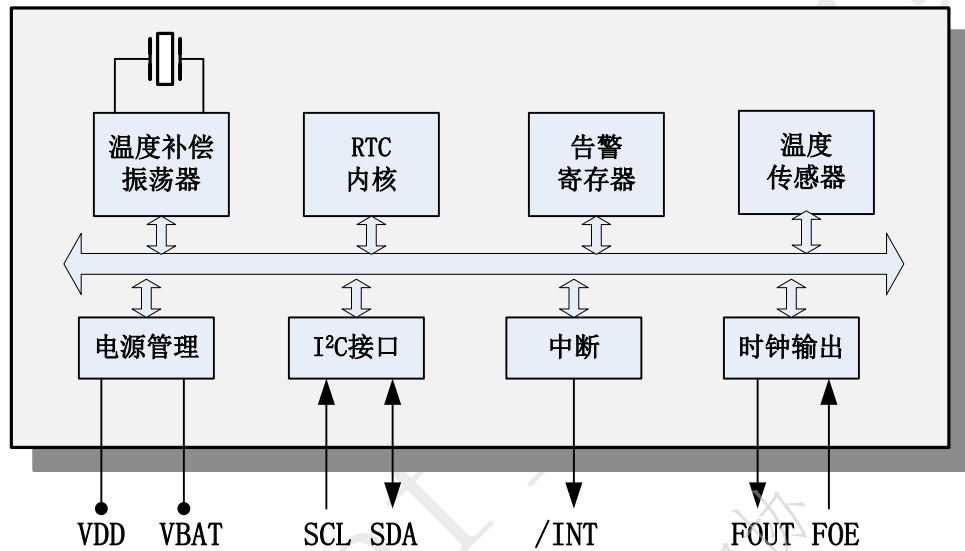 温度补偿
振荡器
RTC
内核
告警
寄存器
温度
传感器
电源管理
I²C接口
中断
时钟输出
VDD VBAT SCL SDA /INT FOUT FOE